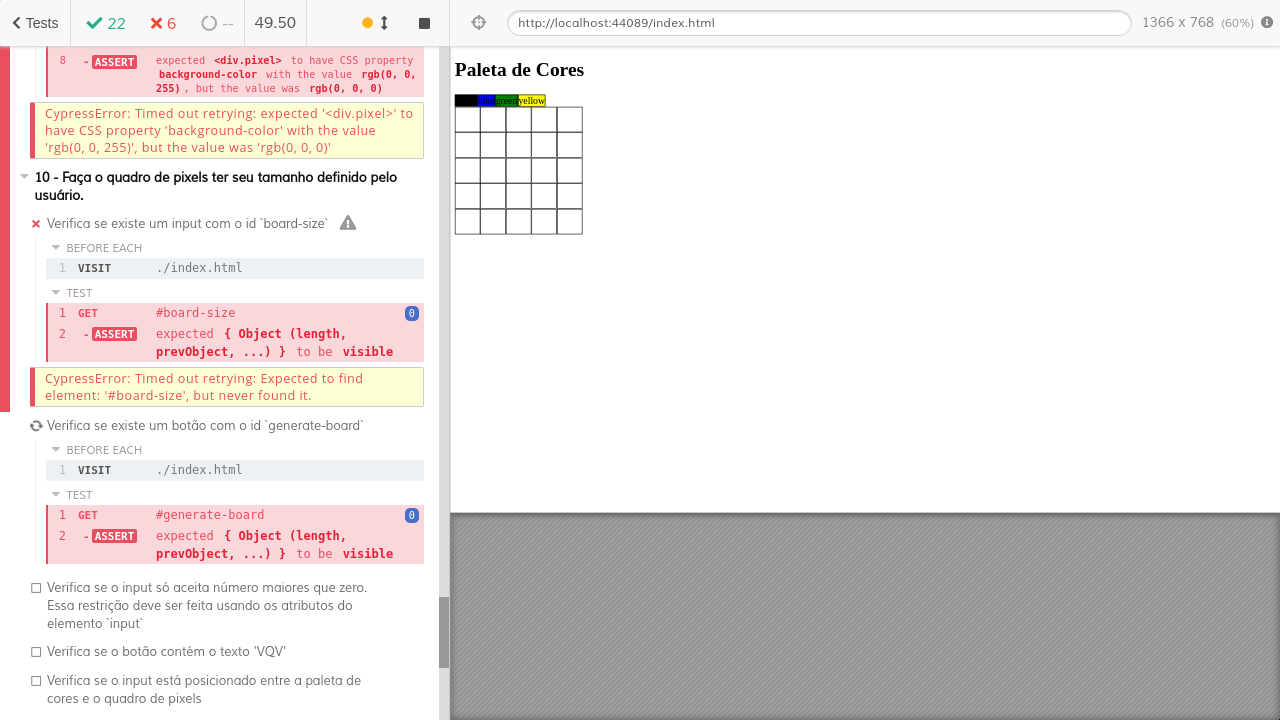 Tests
22
6
--
49.50
http://localhost:44089/index.html
1366 x 768 (60%)
8 - ASSERT expected <div.pixel> to have CSS property
background-color with the value rgb(0, 0,
255) , but the value was rgb(0, 0, 0)
CypressError: Timed out retrying: expected '<div.pixel>' to
have CSS property 'background-color' with the value
'rgb(0, 0, 255)', but the value was 'rgb(0, 0, 0)'
10 - Faça o quadro de pixels ter seu tamanho definido pelo
usuário.
Verifica se existe um input com o id `board-size`
BEFORE EACH
1 VISIT ./index.html
TEST
1 GET #board-size 0
2 - ASSERT expected { Object (length,
prevObject, ...) } to be visible
CypressError: Timed out retrying: Expected to find
element: '#board-size', but never found it.
Verifica se existe um botão com o id `generate-board`
BEFORE EACH
1 VISIT ./index.html
TEST
1 GET #generate-board 0
2 - ASSERT expected { Object (length,
prevObject, ...) } to be visible
Verifica se o input só aceita número maiores que zero.
Essa restrição deve ser feita usando os atributos do
elemento `input`
Verifica se o botão contém o texto 'VQV'
Verifica se o input está posicionado entre a paleta de
cores e o quadro de pixels
Paleta de Cores
green yellow